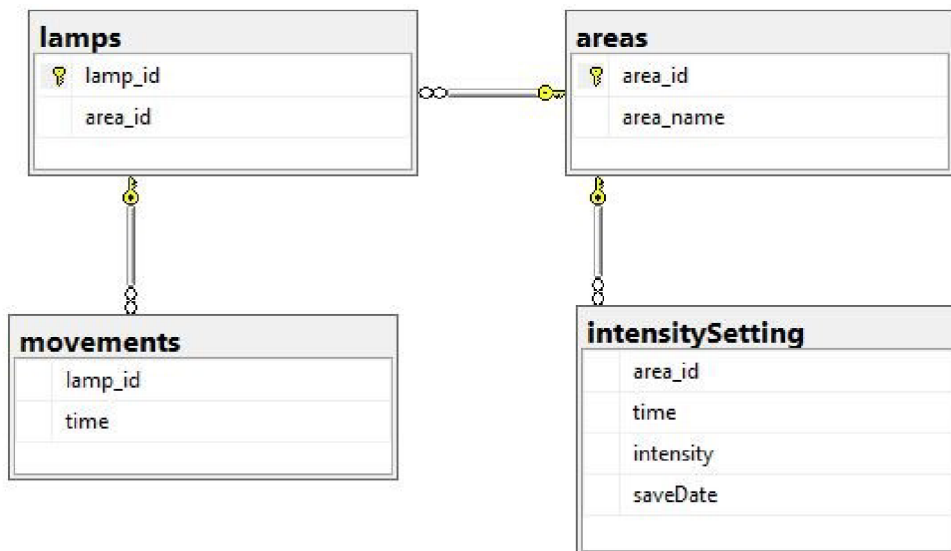 lamps
lamp_id
area_id
areas
area_id
area_name
movements
lamp_id
time
intensitySetting
area_id
time
intensity
saveDate